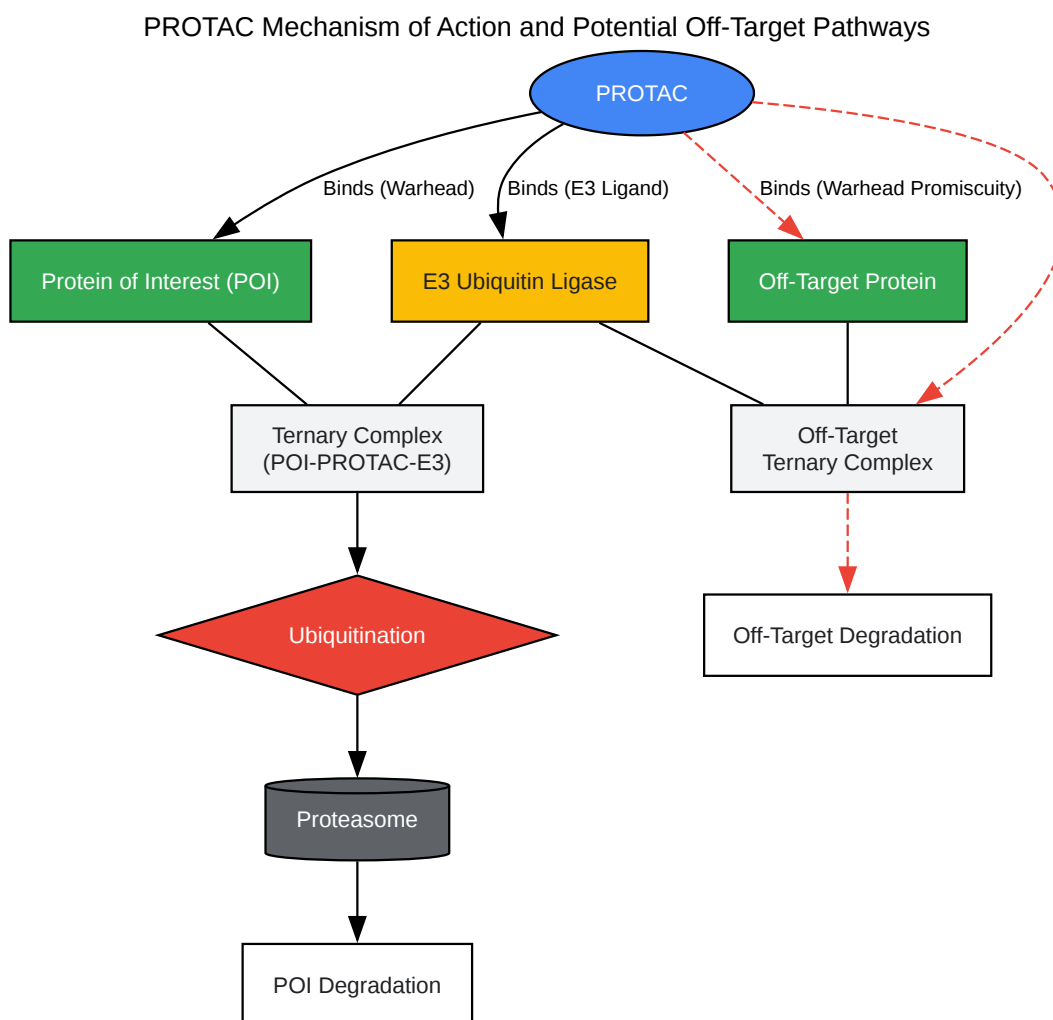 PROTAC Mechanism of Action and Potential Off-Target Pathways
PROTAC
Binds (Warhead)
Binds (E3 Ligand)
Binds (Warhead Promiscuity)
Protein of Interest (POI)
E3 Ubiquitin Ligase
Off-Target Protein
Ternary Complex
(POI-PROTAC-E3)
Off-Target
Ternary Complex
Ubiquitination
Off-Target Degradation
Proteasome
POI Degradation